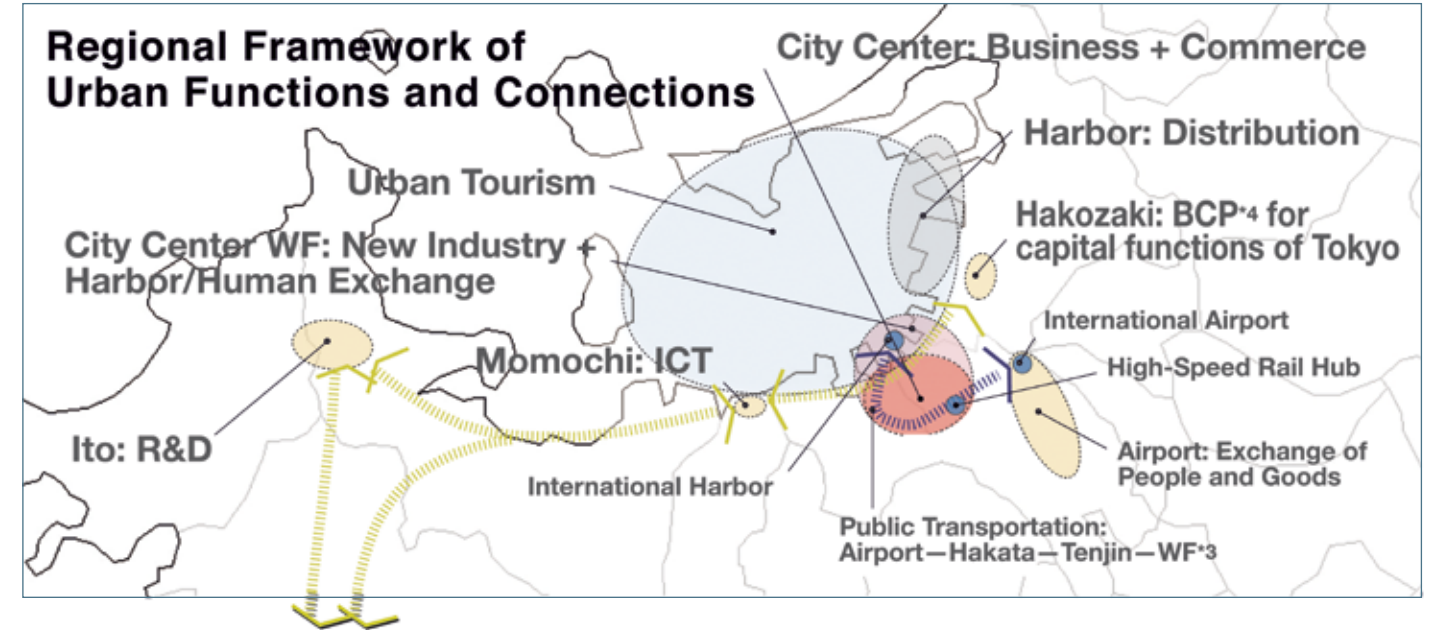 Regional Framework of
Urban Functions and Connections
City Center: Business + Commerce
Harbor: Distribution
Urban Tourism
Hakozaki: BCP*4 for
capital functions of Tokyo
City Center WF: New Industry +
Harbor/Human Exchange
International Airport
Momochi: ICT
High-Speed Rail Hub
Ito: R&D
Airport: Exchange of
People and Goods
International Harbor
Public Transportation:
Airport—Hakata—Tenjin—WF*3